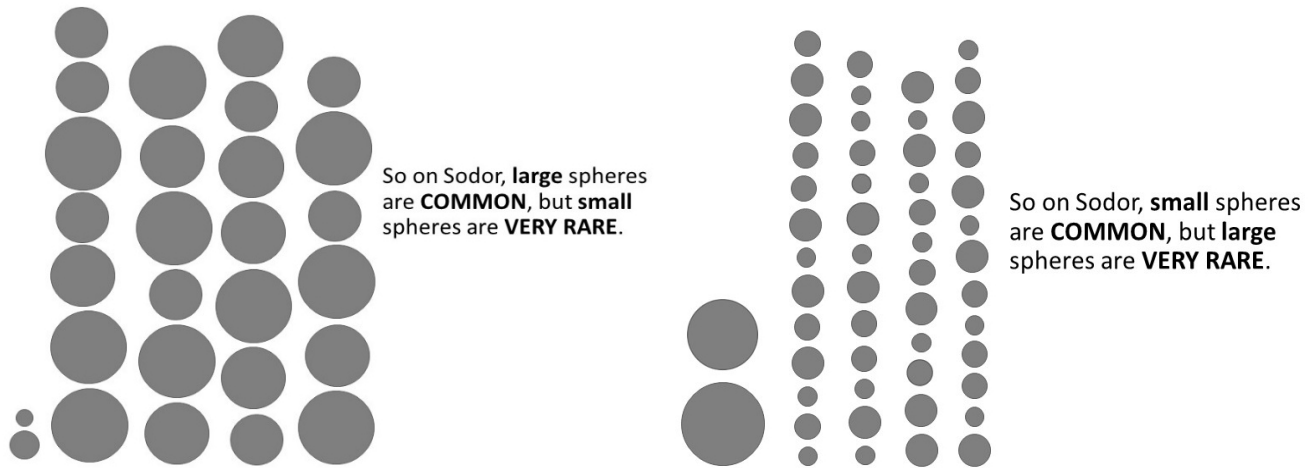 So on Sodor, large spheres
are COMMON, but small
spheres are VERY RARE.
So on Sodor, small spheres
are COMMON, but large
spheres are VERY RARE.